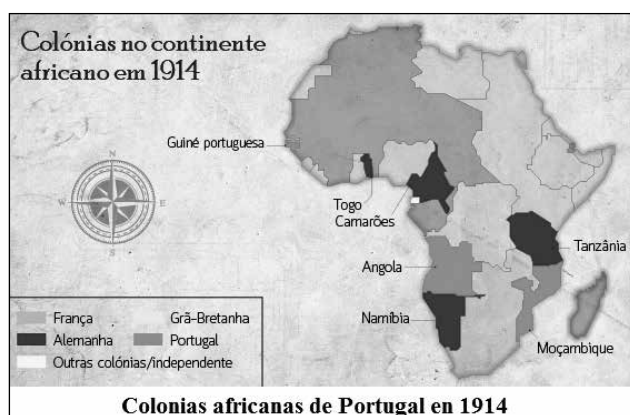 Colónias no continente
africano em 1914
Guiné portuguesa
N
W
E
S
Togo
Camarões
Tanzânia
Angola
Namíbia
Moçambique
França
Grã-Bretanha
Alemanha
Portugal
Outras colónias/independente
Colonias africanas de Portugal en 1914